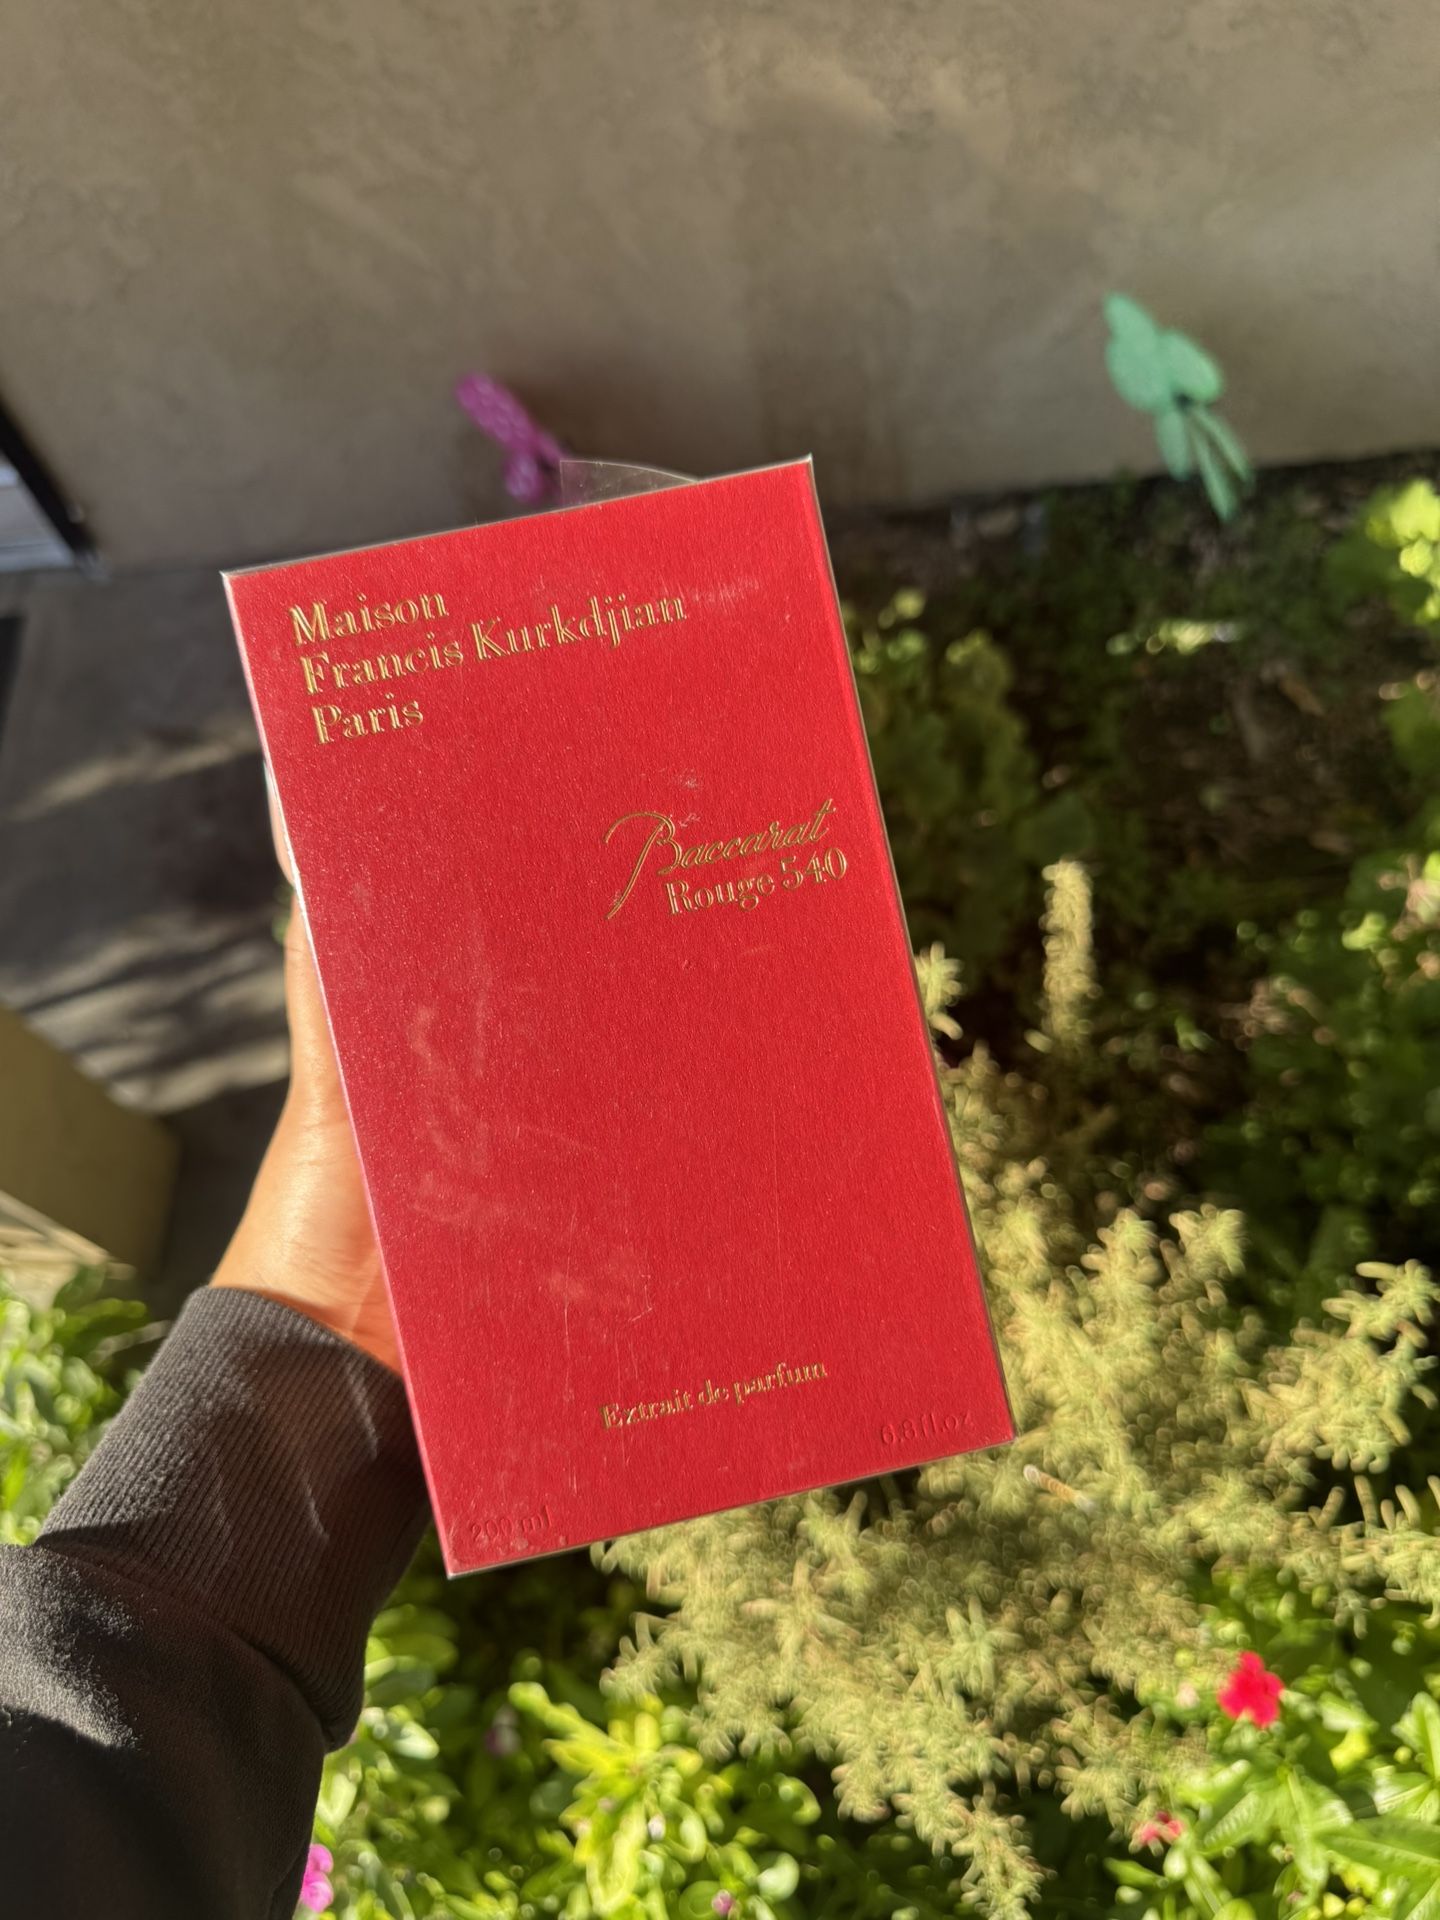 Maison
Francis Kurkdjian
Paris
Baccarat
Rouge 540
Extrait de parfum
200 ml
6.8 fl.oz